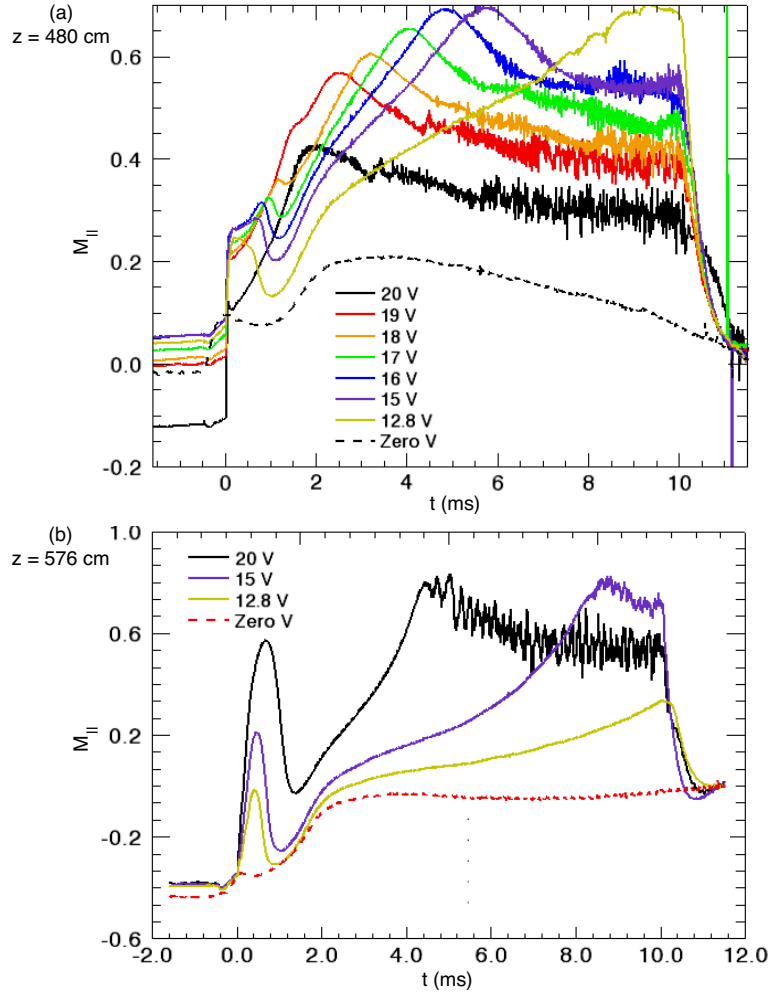 (a)
z = 480 cm
0.6
0.4
0.2
0.0
-0.2
M||
20 V
19 V
18 V
17 V
16 V
15 V
12.8 V
Zero V
0 2 4 6 8 10
t (ms)
(b)
z = 576 cm
1.0
0.6
0.2
-0.2
-0.6
M||
20 V
15 V
12.8 V
Zero V
-2.0 0.0 2.0 4.0 6.0 8.0 10.0 12.0
t (ms)